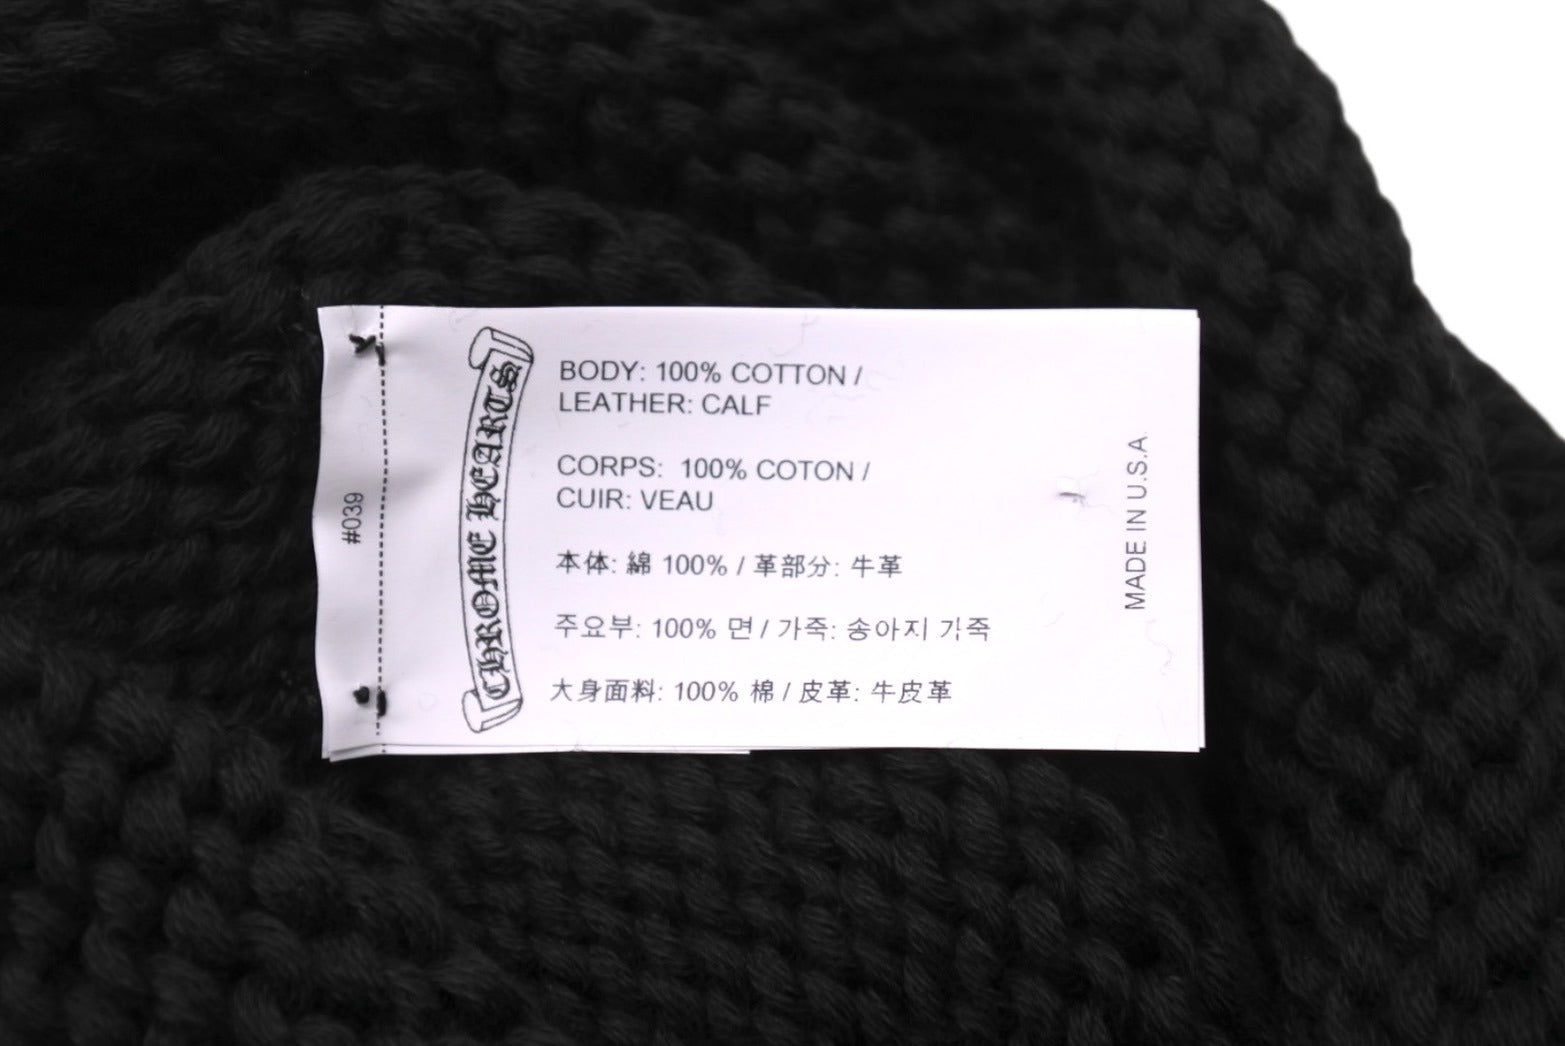 #039
CHROME HEARTS
BODY: 100% COTTON /
LEATHER: CALF
CORPS: 100% COTON /
CUIR: VEAU
本体: 綿 100% / 革部分: 牛革
주요부: 100% 면 / 가죽: 송아지 가죽
大身面料: 100% 棉 / 皮革: 牛皮革
MADE IN U.S.A.